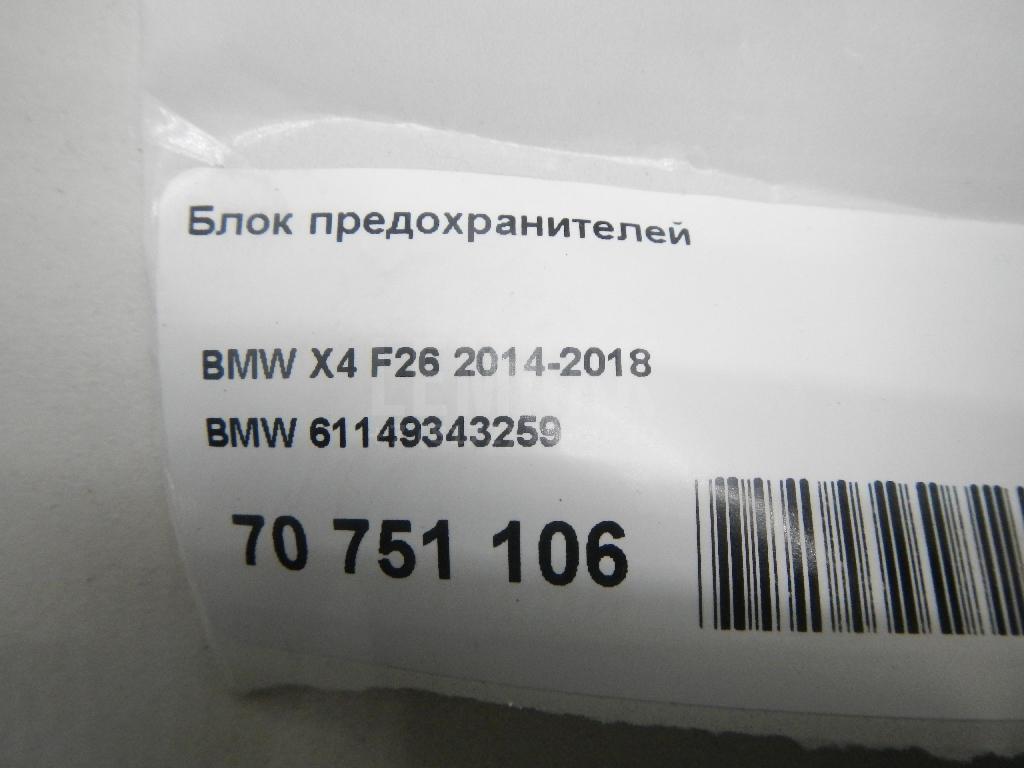 Блок предохранителей
BMW X4 F26 2014-2018
BMW 61149343259
70 751 106